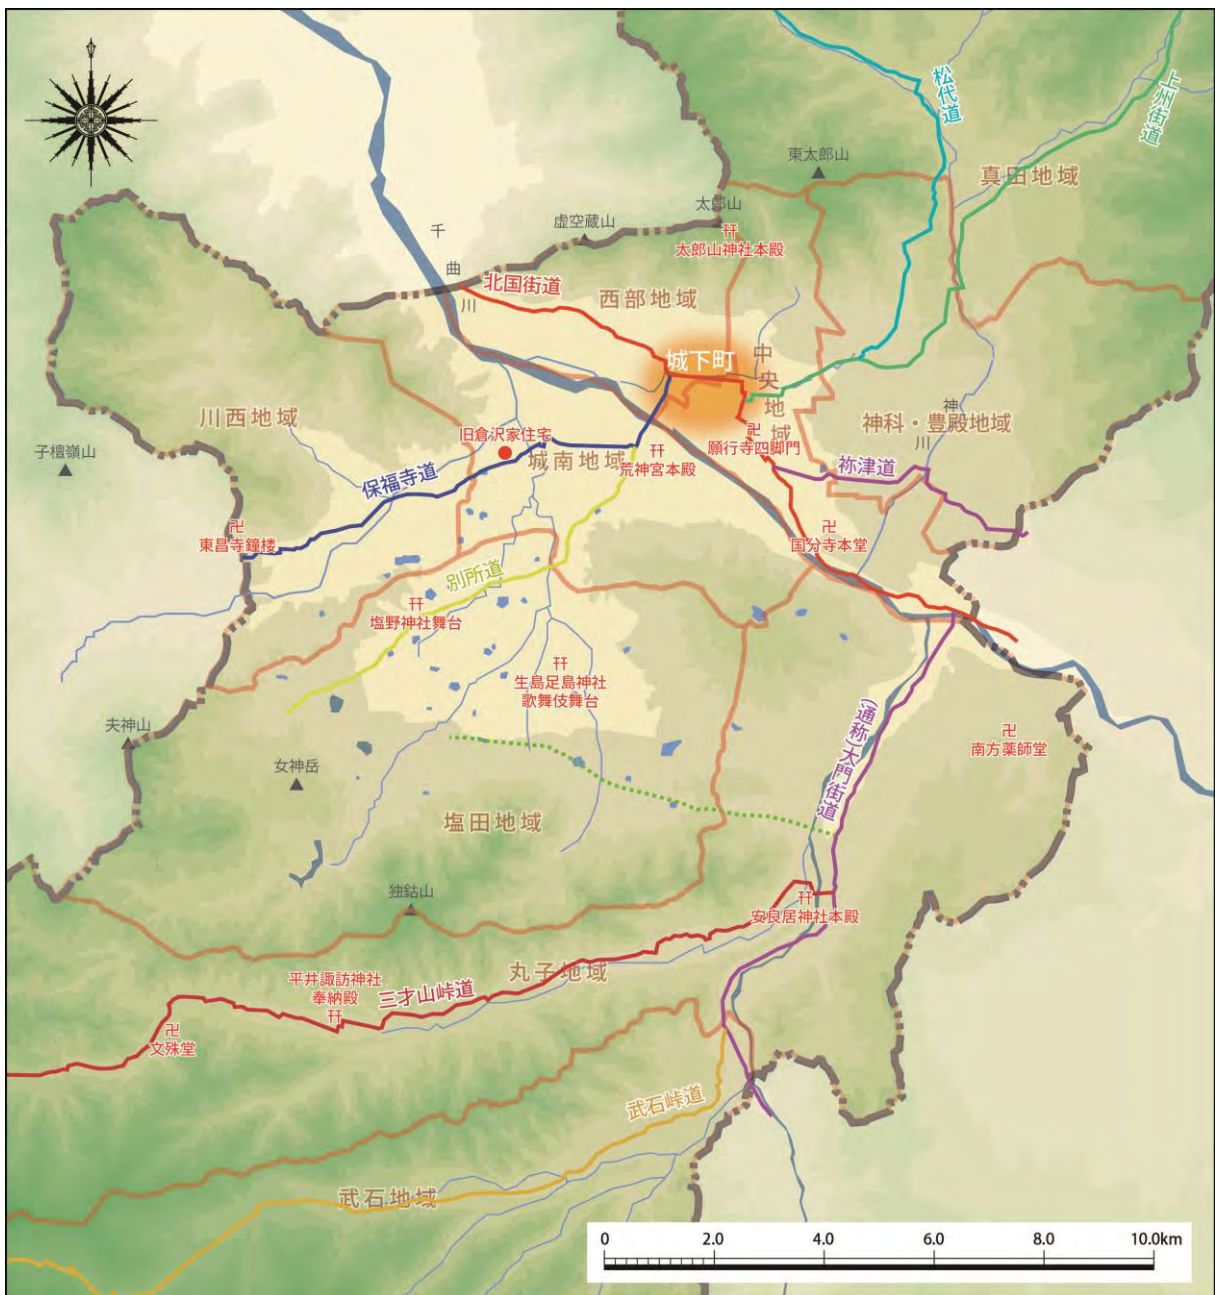 松代道
上州街道
東太郎山
真田地域
太郎山
虚空蔵山
太郎山神社本殿
千曲川
北国街道
西部地域
城下町
中央地域
川西地域
神科・豊殿地域
神川
子檀嶺山
旧倉沢家住宅
城南地域
願行寺四脚門
荒神宮本殿
祢津道
保福寺道
東昌寺鐘楼
国分寺本堂
別所道
塩野神社舞台
生島足島神社
歌舞伎舞台
夫神山
女神岳
(通称)大門街道
南方薬師堂
塩田地域
独鈷山
安良居神社本殿
丸子地域
平井諏訪神社
奉納殿
三才山峠道
文殊堂
武石峠道
武石地域
0 2.0 4.0 6.0 8.0 10.0km